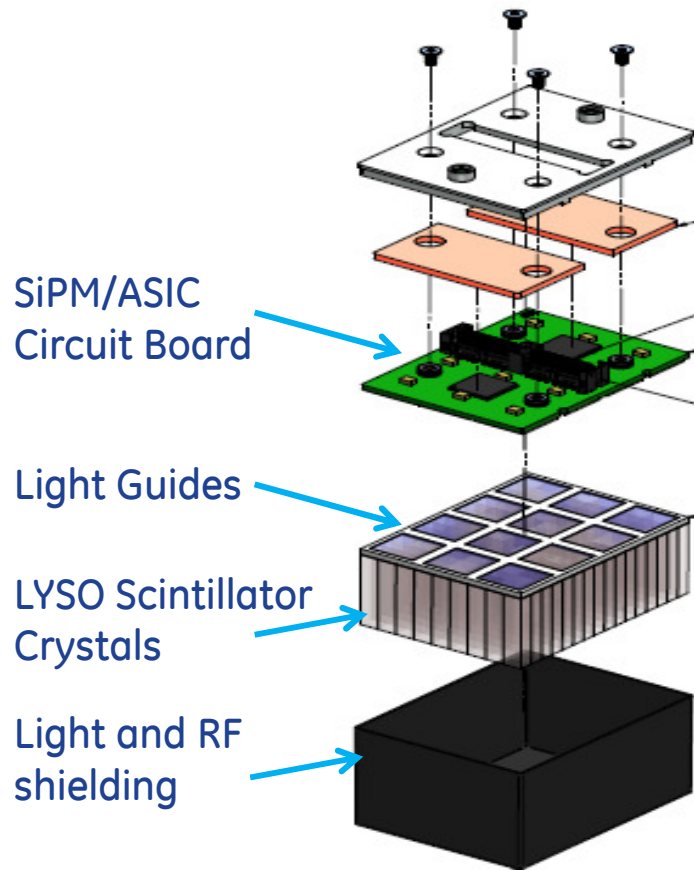 SiPM/ASIC
Circuit Board
Light Guides
LYSO Scintillator
Crystals
Light and RF
shielding